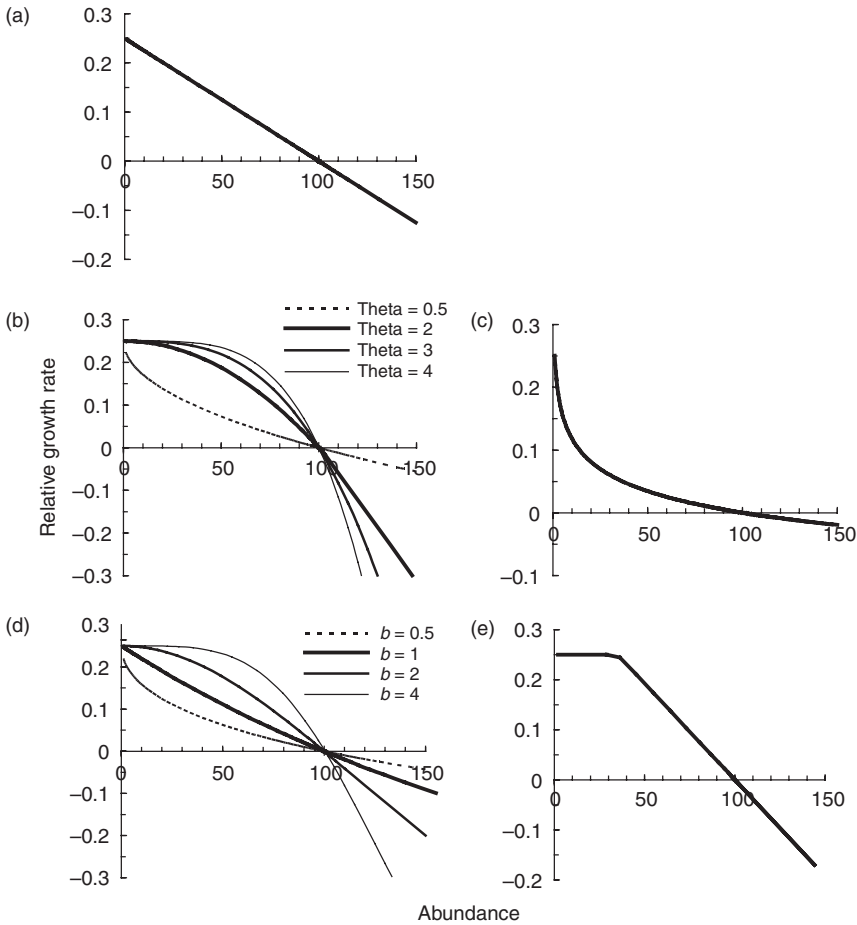 (a)
0.3
0.2
0.1
0
–0.1
–0.2
0 50 100 150
(b)
0.3
0.2
0.1
0
–0.1
–0.2
–0.3
0 50 100 150
Theta = 0.5
Theta = 2
Theta = 3
Theta = 4
(c)
0.3
0.2
0.1
0
–0.1
0 50 100 150
Relative growth rate
(d)
0.3
0.2
0.1
0
–0.1
–0.2
–0.3
0 50 100 150
b = 0.5
b = 1
b = 2
b = 4
(e)
0.3
0.2
0.1
0
–0.1
–0.2
0 50 100 150
Abundance